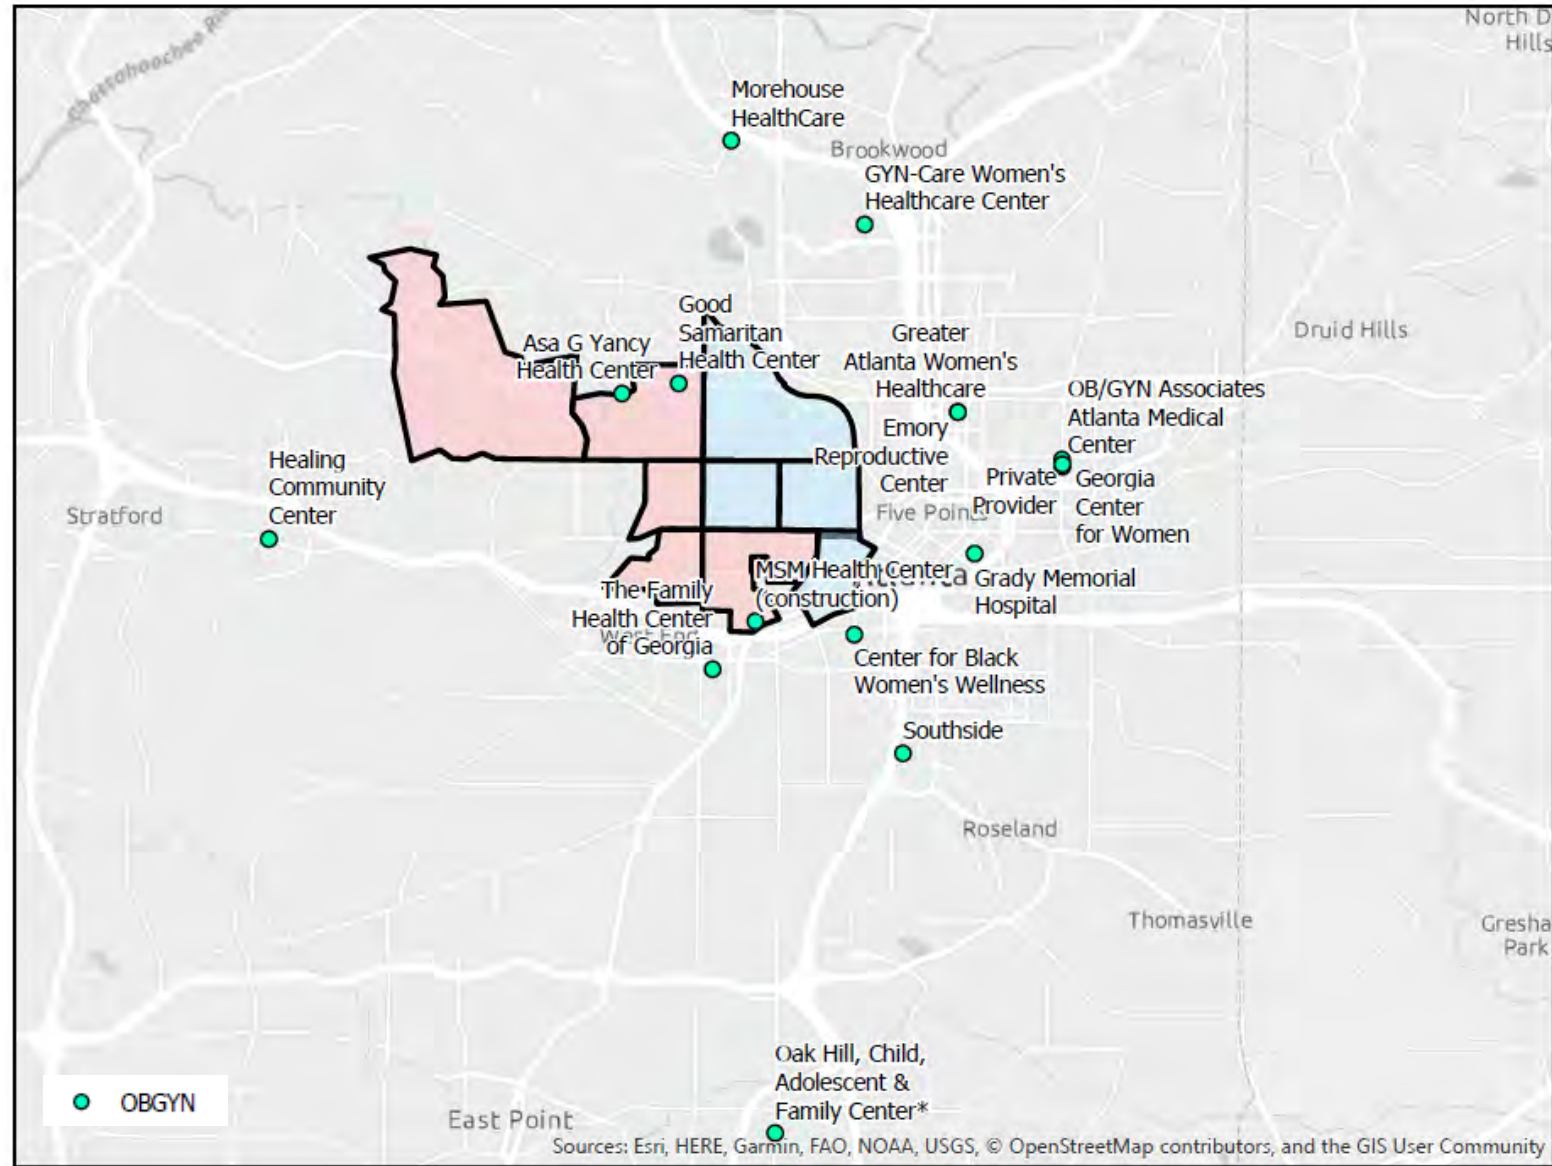 North D
Hills
Chattahoochee Riv
Morehouse
HealthCare
Brookwood
GYN-Care Women's
Healthcare Center
Good
Samaritan
Health Center
Asa G Yancy
Health Center
Greater
Atlanta Women's
Healthcare
Druid Hills
OB/GYN Associates
Atlanta Medical
Center
Emory
Reproductive
Center
Healing
Community
Center
Private
Provider
Georgia
Center
for Women
Stratford
Five Points
MSM Health Center
(construction)
Atlanta
Grady Memorial
Hospital
The Family
Health Center
of Georgia
West End
Center for Black
Women's Wellness
Southside
Roseland
Thomasville
Gresha
Park
Oak Hill, Child,
Adolescent &
Family Center*
OBGYN
East Point
Sources: Esri, HERE, Garmin, FAO, NOAA, USGS, © OpenStreetMap contributors, and the GIS User Community